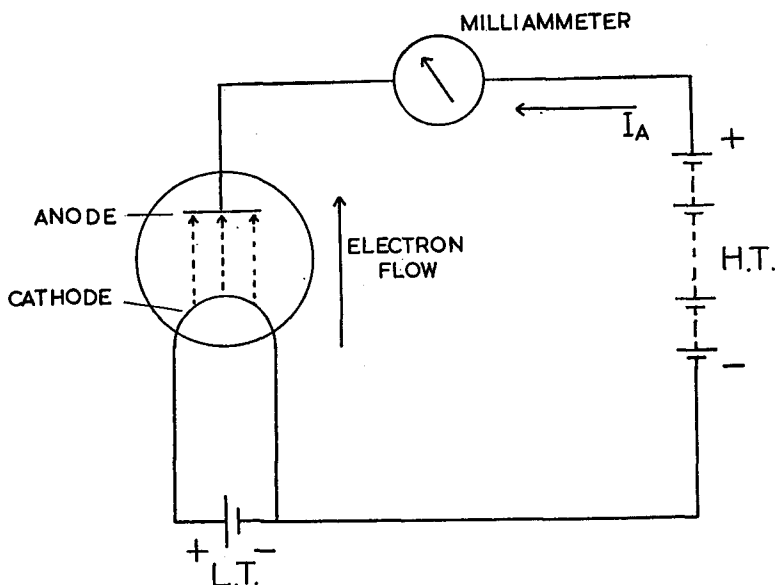 MILLIAMMETER
I_A
+
ANODE
ELECTRON
FLOW
H.T.
CATHODE
−
+ −
L.T.